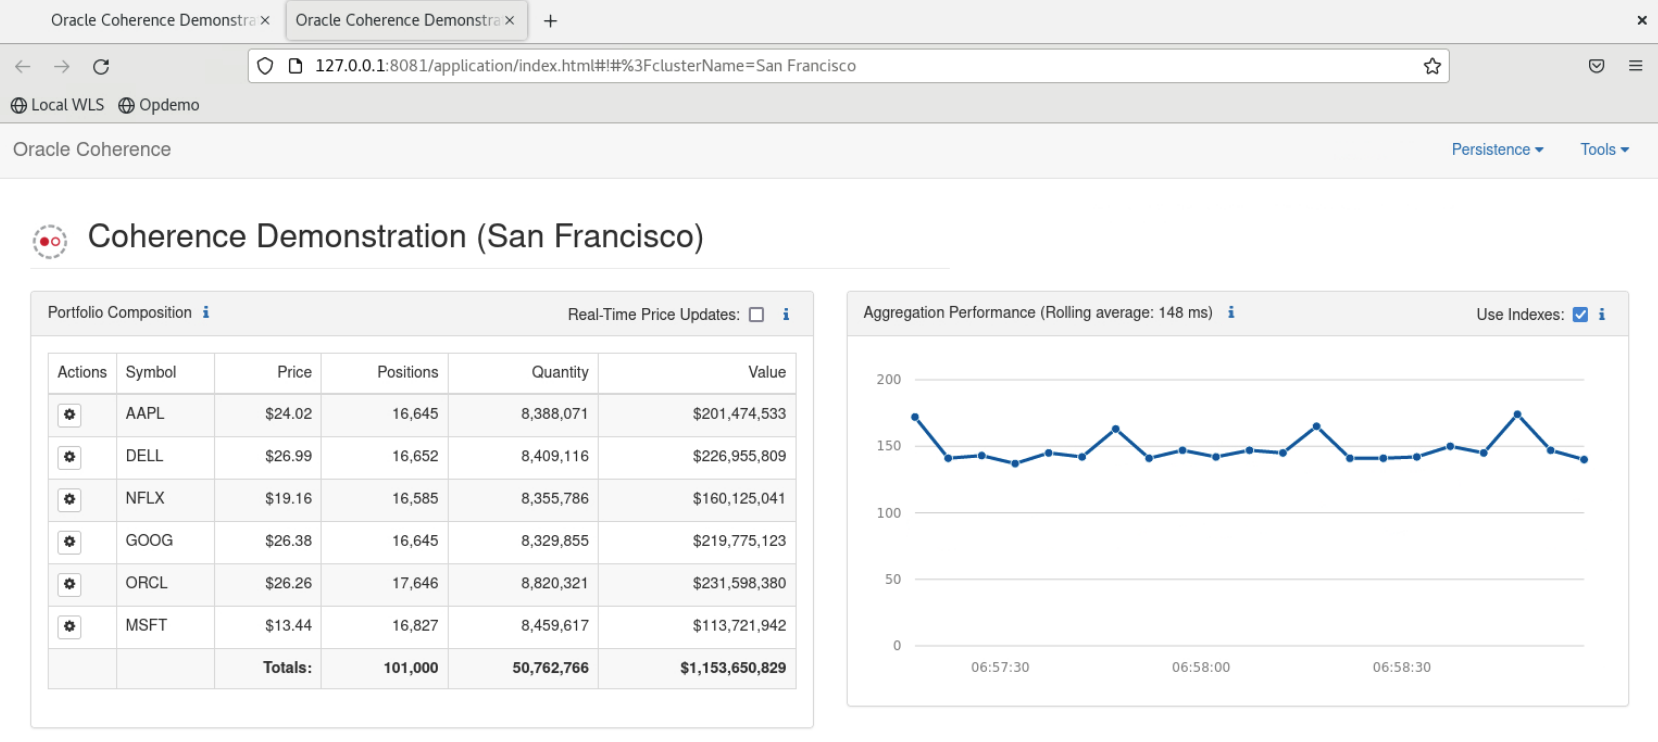 Oracle Coherence Demonstra
Oracle Coherence Demonstra
127.0.0.1:8081/application/index.html#!#%3FclusterName=San Francisco
Local WLS Opdemo
Oracle Coherence Persistence Tools
Coherence Demonstration (San Francisco)
Portfolio Composition Real-Time Price Updates:
Actions Symbol Price Positions Quantity Value
AAPL $24.02 16,645 8,388,071 $201,474,533
DELL $26.99 16,652 8,409,116 $226,955,809
NFLX $19.16 16,585 8,355,786 $160,125,041
GOOG $26.38 16,645 8,329,855 $219,775,123
ORCL $26.26 17,646 8,820,321 $231,598,380
MSFT $13.44 16,827 8,459,617 $113,721,942
Totals: 101,000 50,762,766 $1,153,650,829
Aggregation Performance (Rolling average: 148 ms) Use Indexes:
200
150
100
50
0
06:57:30 06:58:00 06:58:30